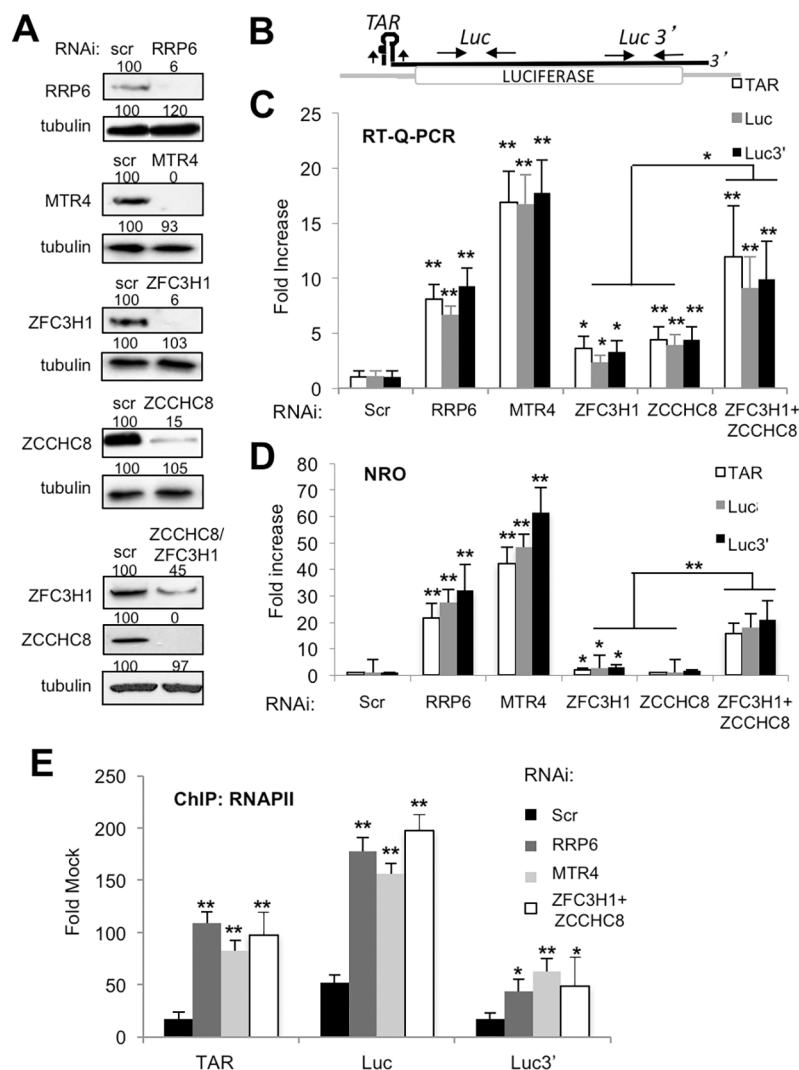 A
RNAi: scr RRP6
100 6
RRP6
100 120
tubulin
scr MTR4
100 0
MTR4
100 93
tubulin
scr ZFC3H1
100 6
ZFC3H1
100 103
tubulin
scr ZCCHC8
100 15
ZCCHC8
100 105
tubulin
ZCCHC8/
scr ZFC3H1
100 45
ZFC3H1
100 0
ZCCHC8
100 97
tubulin
B
TAR
Luc Luc 3'
3'
LUCIFERASE
C
RT-Q-PCR
TAR
Luc
Luc3'
Fold Increase
25
20
15
10
5
0
** ** **
** ** **
* * *
** ** **
** ** **
*
RNAi: Scr RRP6 MTR4 ZFC3H1 ZCCHC8 ZFC3H1+
ZCCHC8
D
NRO
TAR
Luc
Luc3'
Fold increase
80
70
60
50
40
30
20
10
0
** ** **
** ** **
* * *
**
RNAi: Scr RRP6 MTR4 ZFC3H1 ZCCHC8 ZFC3H1+
ZCCHC8
E
ChIP: RNAPII
RNAi:
Scr
RRP6
MTR4
ZFC3H1+
ZCCHC8
Fold Mock
250
200
150
100
50
0
** ** **
** ** **
* ** *
TAR Luc Luc3'